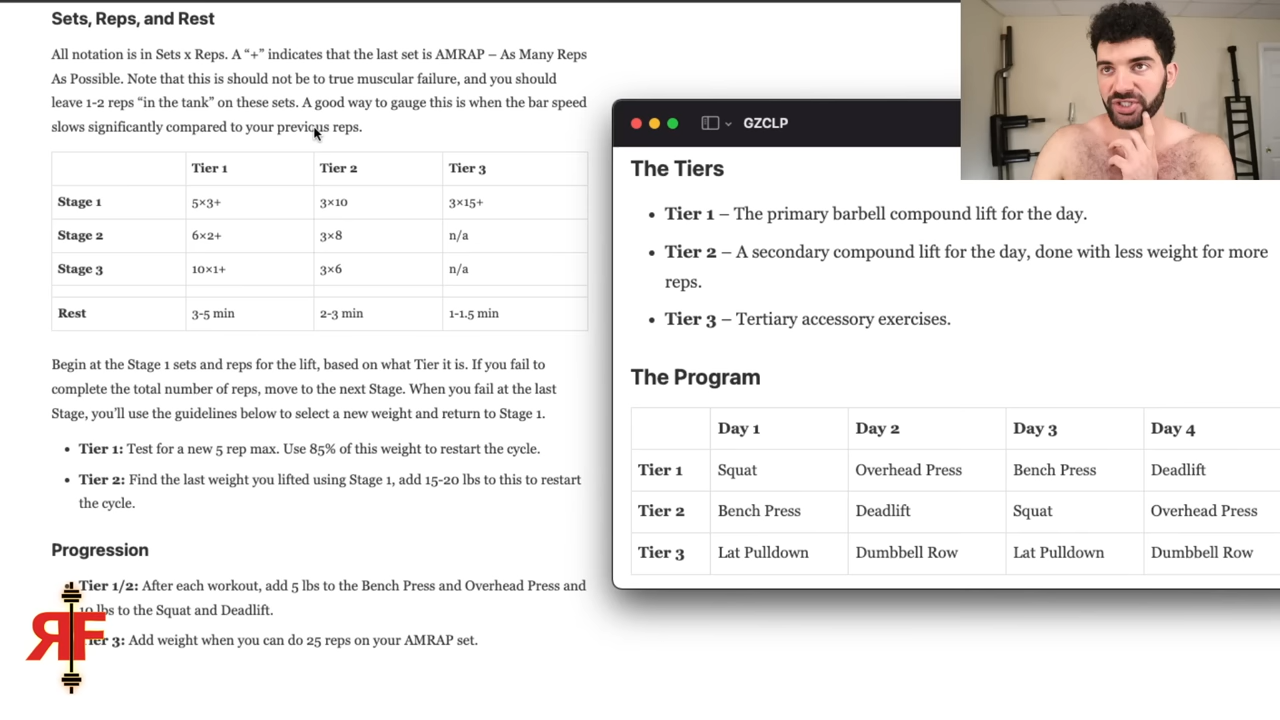 Sets, Reps, and Rest
All notation is in Sets x Reps. A “+” indicates that the last set is AMRAP – As Many Reps
As Possible. Note that this is should not be to true muscular failure, and you should
leave 1-2 reps “in the tank” on these sets. A good way to gauge this is when the bar speed
slows significantly compared to your previous reps.
Tier 1 Tier 2 Tier 3
Stage 1 5×3+ 3×10 3×15+
Stage 2 6×2+ 3×8 n/a
Stage 3 10×1+ 3×6 n/a
Rest 3-5 min 2-3 min 1-1.5 min
Begin at the Stage 1 sets and reps for the lift, based on what Tier it is. If you fail to
complete the total number of reps, move to the next Stage. When you fail at the last
Stage, you’ll use the guidelines below to select a new weight and return to Stage 1.
• Tier 1: Test for a new 5 rep max. Use 85% of this weight to restart the cycle.
• Tier 2: Find the last weight you lifted using Stage 1, add 15-20 lbs to this to restart
the cycle.
Progression
Tier 1/2: After each workout, add 5 lbs to the Bench Press and Overhead Press and
10 lbs to the Squat and Deadlift.
3: Add weight when you can do 25 reps on your AMRAP set.
RF
GZCLP
The Tiers
• Tier 1 – The primary barbell compound lift for the day.
• Tier 2 – A secondary compound lift for the day, done with less weight for more
reps.
• Tier 3 – Tertiary accessory exercises.
The Program
Day 1 Day 2 Day 3 Day 4
Tier 1 Squat Overhead Press Bench Press Deadlift
Tier 2 Bench Press Deadlift Squat Overhead Press
Tier 3 Lat Pulldown Dumbbell Row Lat Pulldown Dumbbell Row